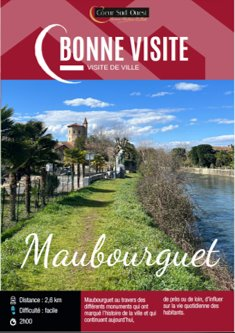 Coeur Sud Ouest
BONNE VISITE
VISITE DE VILLE
Maubourguet
Distance : 2,6 km
Difficulté : facile
2h00
Maubourguet au travers des
différents monuments qui ont
marqué l'histoire de la ville et qui
continuent aujourd'hui,
de près ou de loin, d'influer
sur la vie quotidienne des
habitants.